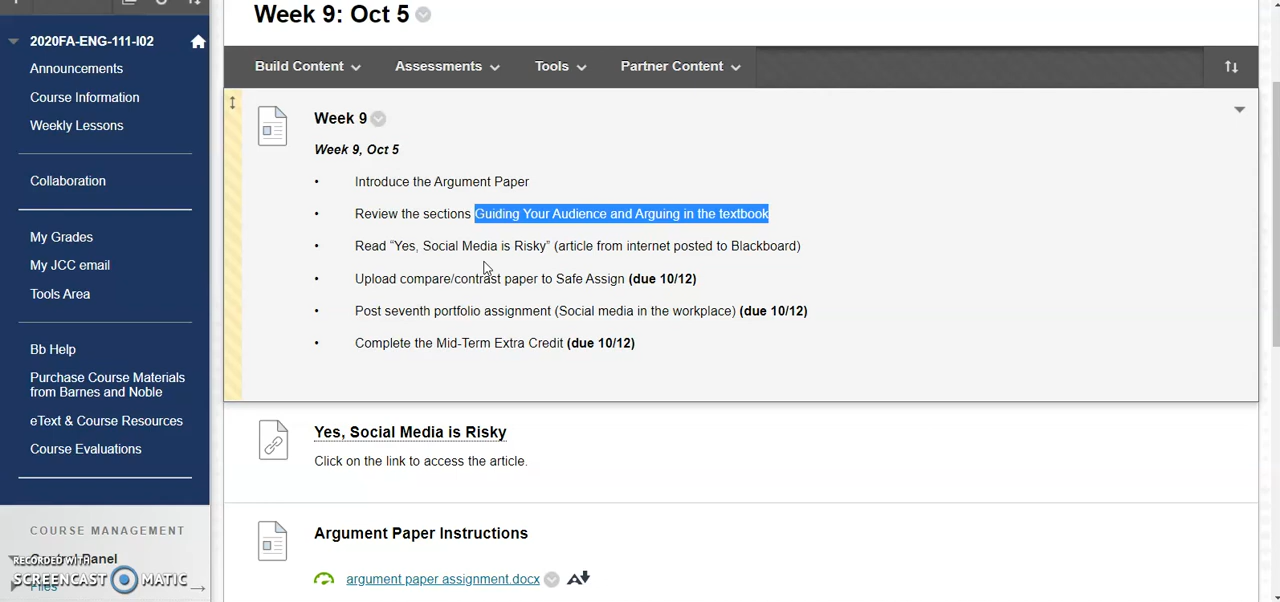 2020FA-ENG-111-I02
Announcements
Course Information
Weekly Lessons
Collaboration
My Grades
My JCC email
Tools Area
Bb Help
Purchase Course Materials
from Barnes and Noble
eText & Course Resources
Course Evaluations
COURSE MANAGEMENT
Control Panel
Files
RECORDED WITH
SCREENCAST MATIC
Week 9: Oct 5
Build Content
Assessments
Tools
Partner Content
Week 9
Week 9, Oct 5
• Introduce the Argument Paper
• Review the sections Guiding Your Audience and Arguing in the textbook
• Read “Yes, Social Media is Risky” (article from internet posted to Blackboard)
• Upload compare/contrast paper to Safe Assign (due 10/12)
• Post seventh portfolio assignment (Social media in the workplace) (due 10/12)
• Complete the Mid-Term Extra Credit (due 10/12)
Yes, Social Media is Risky
Click on the link to access the article.
Argument Paper Instructions
argument paper assignment.docx